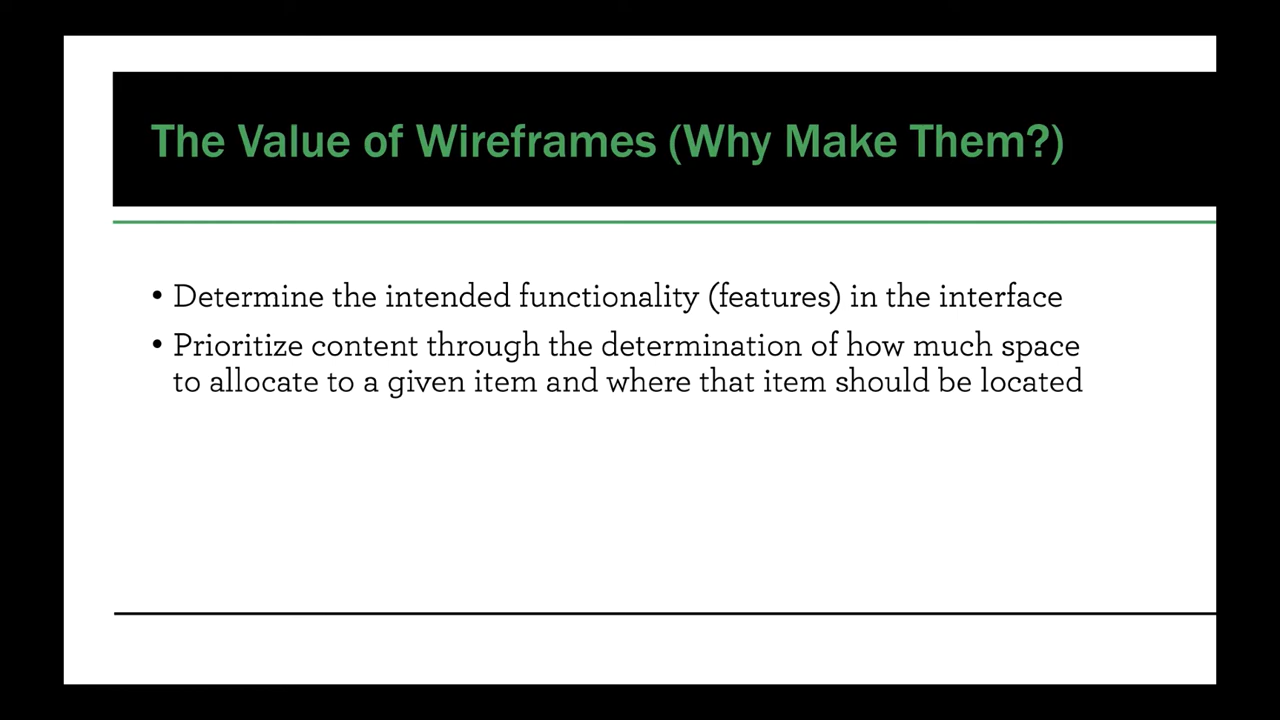 The Value of Wireframes (Why Make Them?)
• Determine the intended functionality (features) in the interface
• Prioritize content through the determination of how much space
to allocate to a given item and where that item should be located